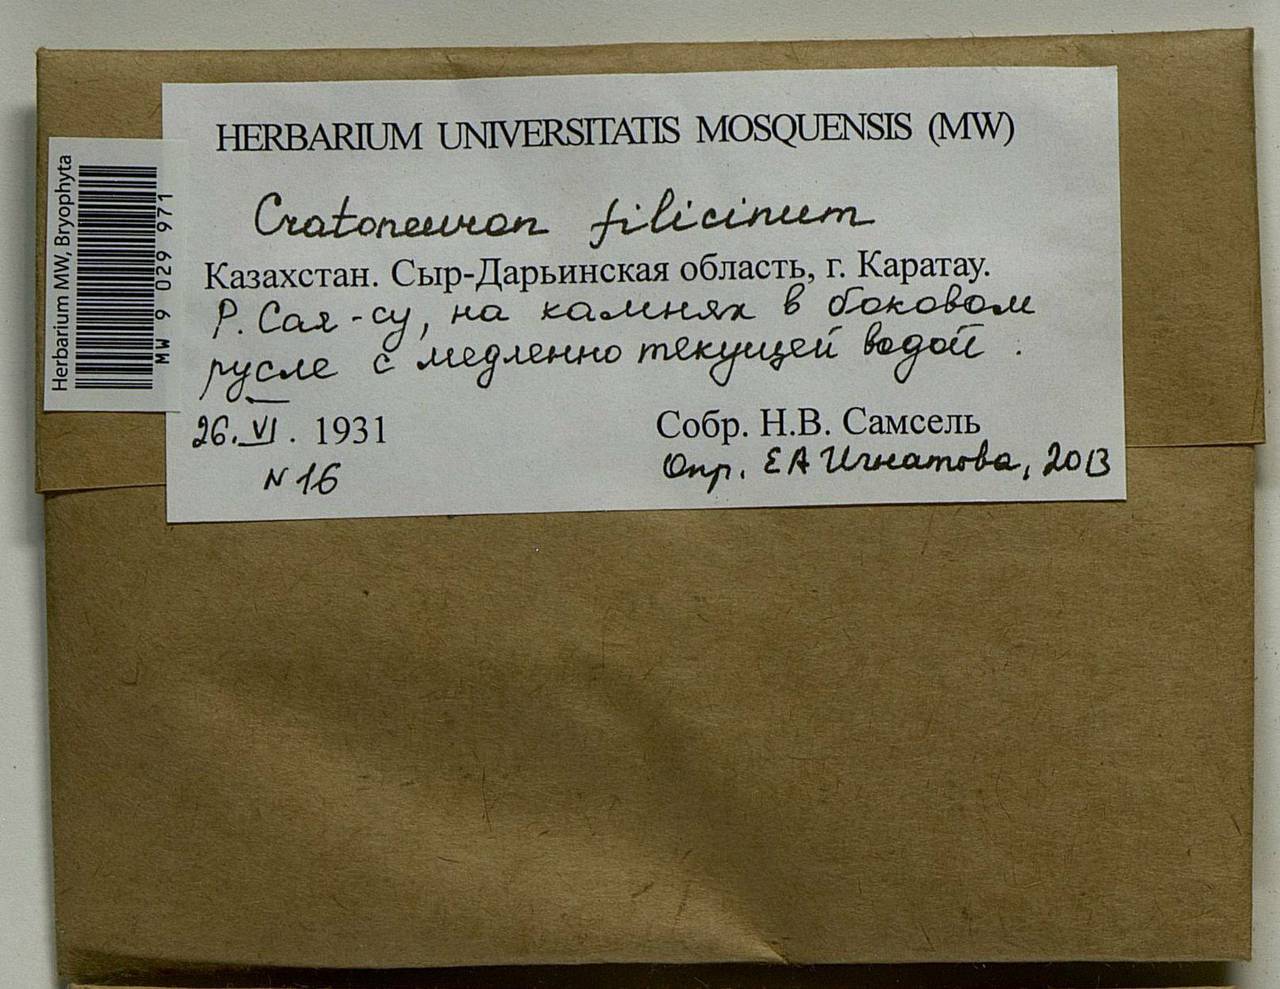 Herbarium MW, Bryophyta
MW 9 029 971
HERBARIUM UNIVERSITATIS MOSQUENSIS (MW)
Cratoneuron filicinum
Казахстан. Сыр-Дарьинская область, г. Каратау.
Р. Сая-су, на камнях в боковом
русле с медленно текущей водой.
26.VI. 1931
N 16
Собр. Н.В. Самсель
Опр. ЕА Игнатова, 2013